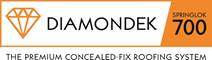 DIAMONDEK
SPRINGLOK
700
THE PREMIUM CONCEALED-FIX ROOFING SYSTEM